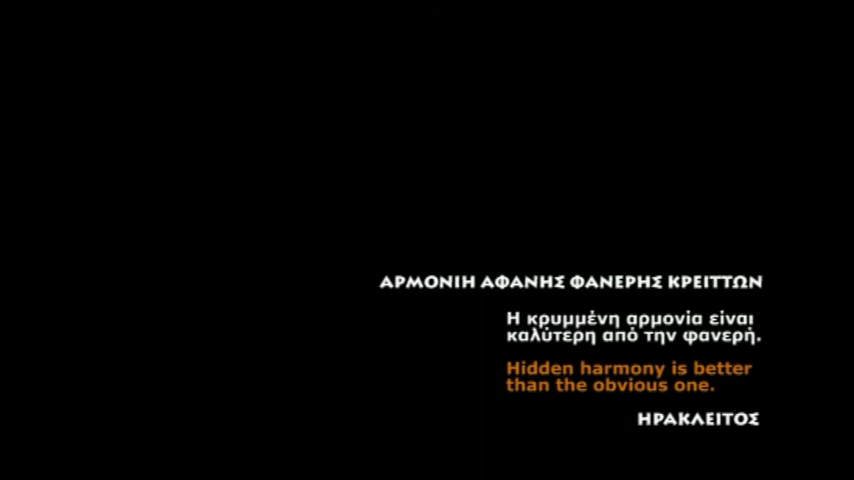 ΑΡΜΟΝΙΗ ΑΦΑΝΗΣ ΦΑΝΕΡΗΣ ΚΡΕΙΤΤΩΝ
Η κρυμμένη αρμονία είναι
καλύτερη από την φανερή.
Hidden harmony is better
than the obvious one.
ΗΡΑΚΛΕΙΤΟΣ